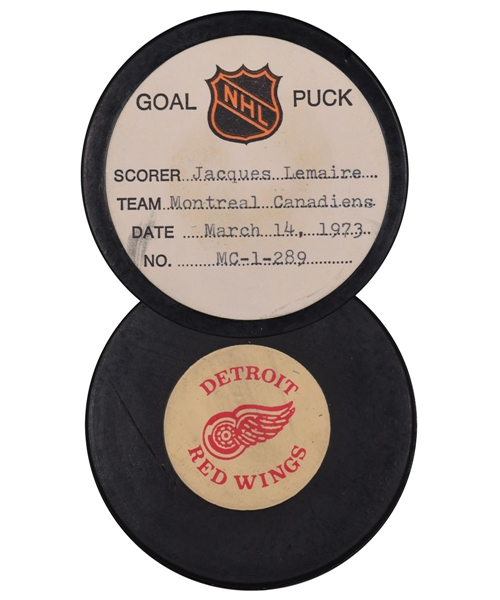 GOAL NHL PUCK
SCORER Jacques Lemaire
TEAM Montreal Canadiens
DATE March 14, 1973
NO. MC-1-289
DETROIT
RED WINGS